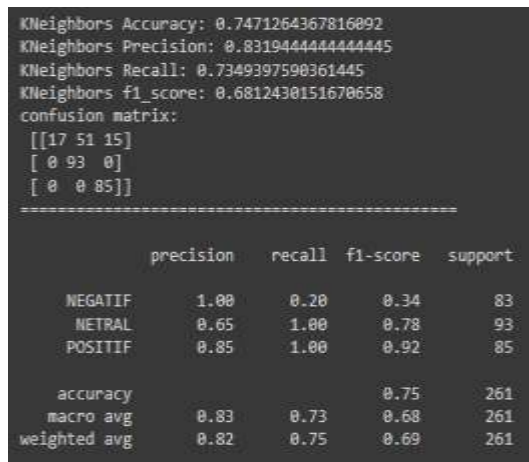 KNeighbors Accuracy: 0.7471264367816092
KNeighbors Precision: 0.8319444444444445
KNeighbors Recall: 0.7349397590361445
KNeighbors f1_score: 0.6812430151670658
confusion matrix:
[[17 51 15]
[ 0 93 0]
[ 0 0 85]]
==================================================
precision recall f1-score support
NEGATIF 1.00 0.20 0.34 83
NETRAL 0.65 1.00 0.78 93
POSITIF 0.85 1.00 0.92 85
accuracy 0.75 261
macro avg 0.83 0.73 0.68 261
weighted avg 0.82 0.75 0.69 261